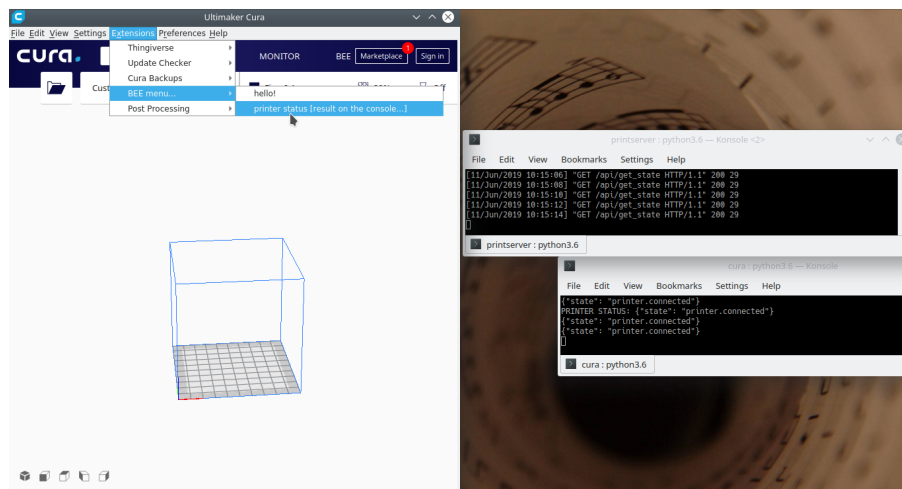 Ultimaker Cura
File Edit View Settings Extensions Preferences Help
cura.
MONITOR
BEE
Marketplace
1
Sign in
Thingiverse
Update Checker
Cura Backups
BEE menu...
Post Processing
Cust
hello!
printer status [result on the console...]
printserver : python3.6 — Konsole <2>
File Edit View Bookmarks Settings Help
[11/Jun/2019 10:15:06] "GET /api/get_state HTTP/1.1" 200 29
[11/Jun/2019 10:15:08] "GET /api/get_state HTTP/1.1" 200 29
[11/Jun/2019 10:15:10] "GET /api/get_state HTTP/1.1" 200 29
[11/Jun/2019 10:15:12] "GET /api/get_state HTTP/1.1" 200 29
[11/Jun/2019 10:15:14] "GET /api/get_state HTTP/1.1" 200 29
printserver : python3.6
cura : python3.6 — Konsole
File Edit View Bookmarks Settings Help
{"state": "printer.connected"}
PRINTER STATUS: {"state": "printer.connected"}
{"state": "printer.connected"}
{"state": "printer.connected"}
cura : python3.6